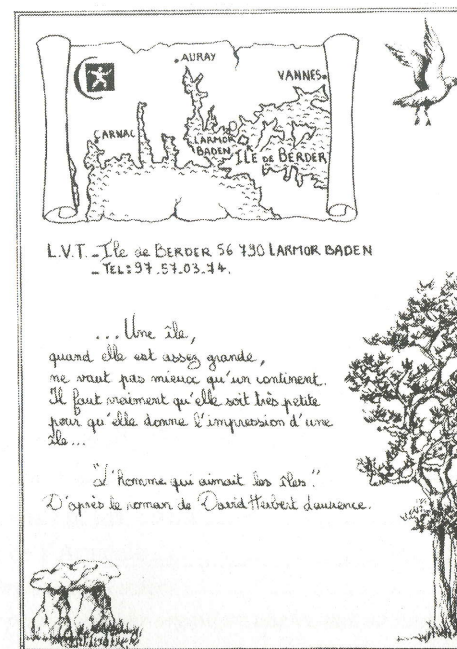 AURAY
VANNES
CARNAC
LARMOR
BADEN
ILE DE BERDER
L.V.T. - Ile de BERDER 56 790 LARMOR BADEN
- TEL: 97.57.03.74.
...Une île,
quand elle est assez grande,
ne vaut pas mieux qu'un continent.
Il faut vraiment qu'elle soit très petite
pour qu'elle donne l'impression d'une
île...
"L'homme qui aimait les îles."
D'après le roman de David Herbert Lawrence.